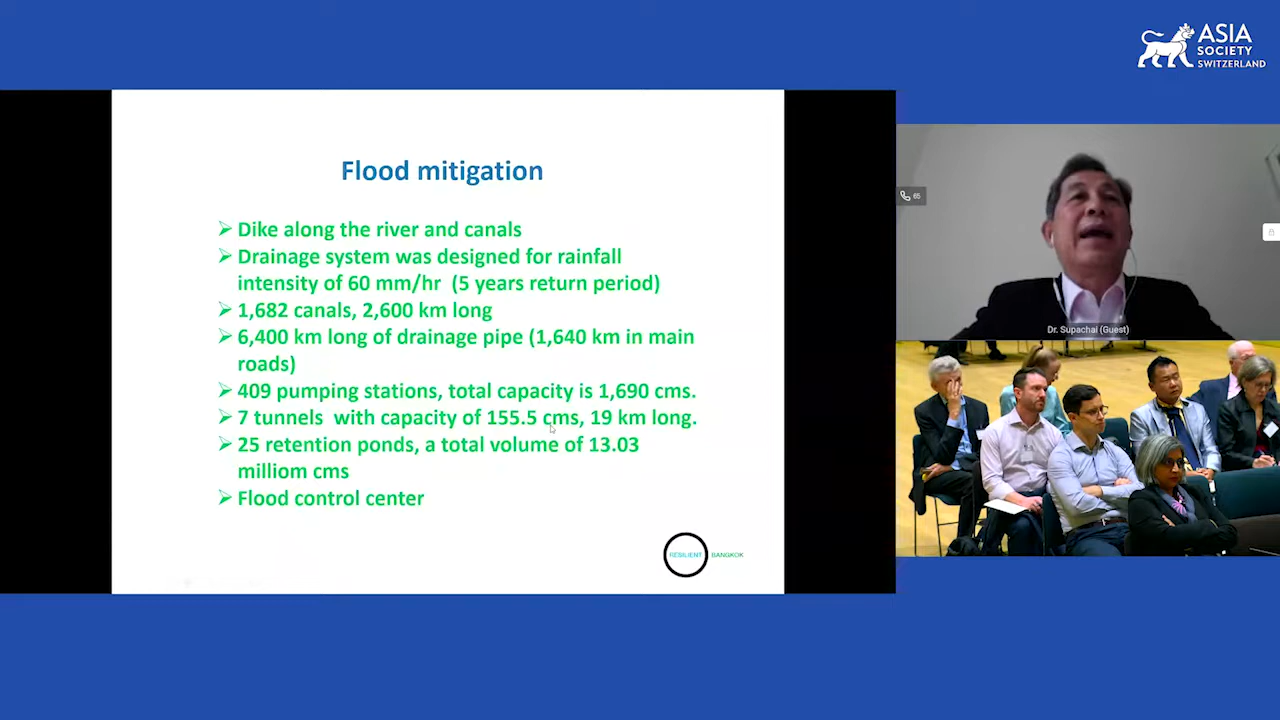 ASIA
SOCIETY
SWITZERLAND
Flood mitigation
Dike along the river and canals
Drainage system was designed for rainfall
intensity of 60 mm/hr (5 years return period)
1,682 canals, 2,600 km long
6,400 km long of drainage pipe (1,640 km in main
roads)
409 pumping stations, total capacity is 1,690 cms.
7 tunnels with capacity of 155.5 cms, 19 km long.
25 retention ponds, a total volume of 13.03
milliom cms
Flood control center
RESILIENT BANGKOK
65
Dr. Supachai (Guest)